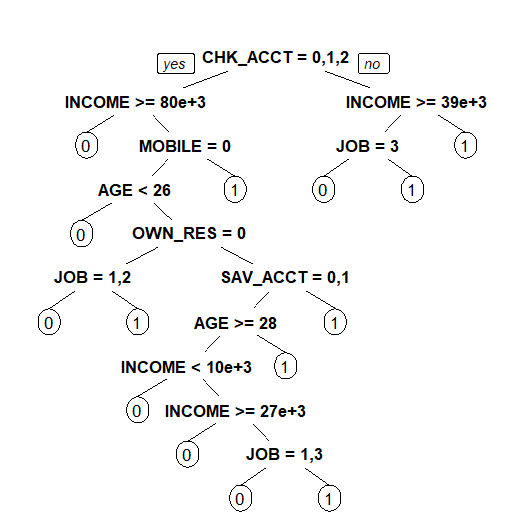 yes CHK_ACCT = 0,1,2 no
INCOME >= 80e+3 INCOME >= 39e+3
0 MOBILE = 0 JOB = 3 1
AGE < 26 1 0 1
0 OWN_RES = 0
JOB = 1,2 SAV_ACCT = 0,1
0 1 AGE >= 28 1
INCOME < 10e+3 1
0 INCOME >= 27e+3
0 JOB = 1,3
0 1